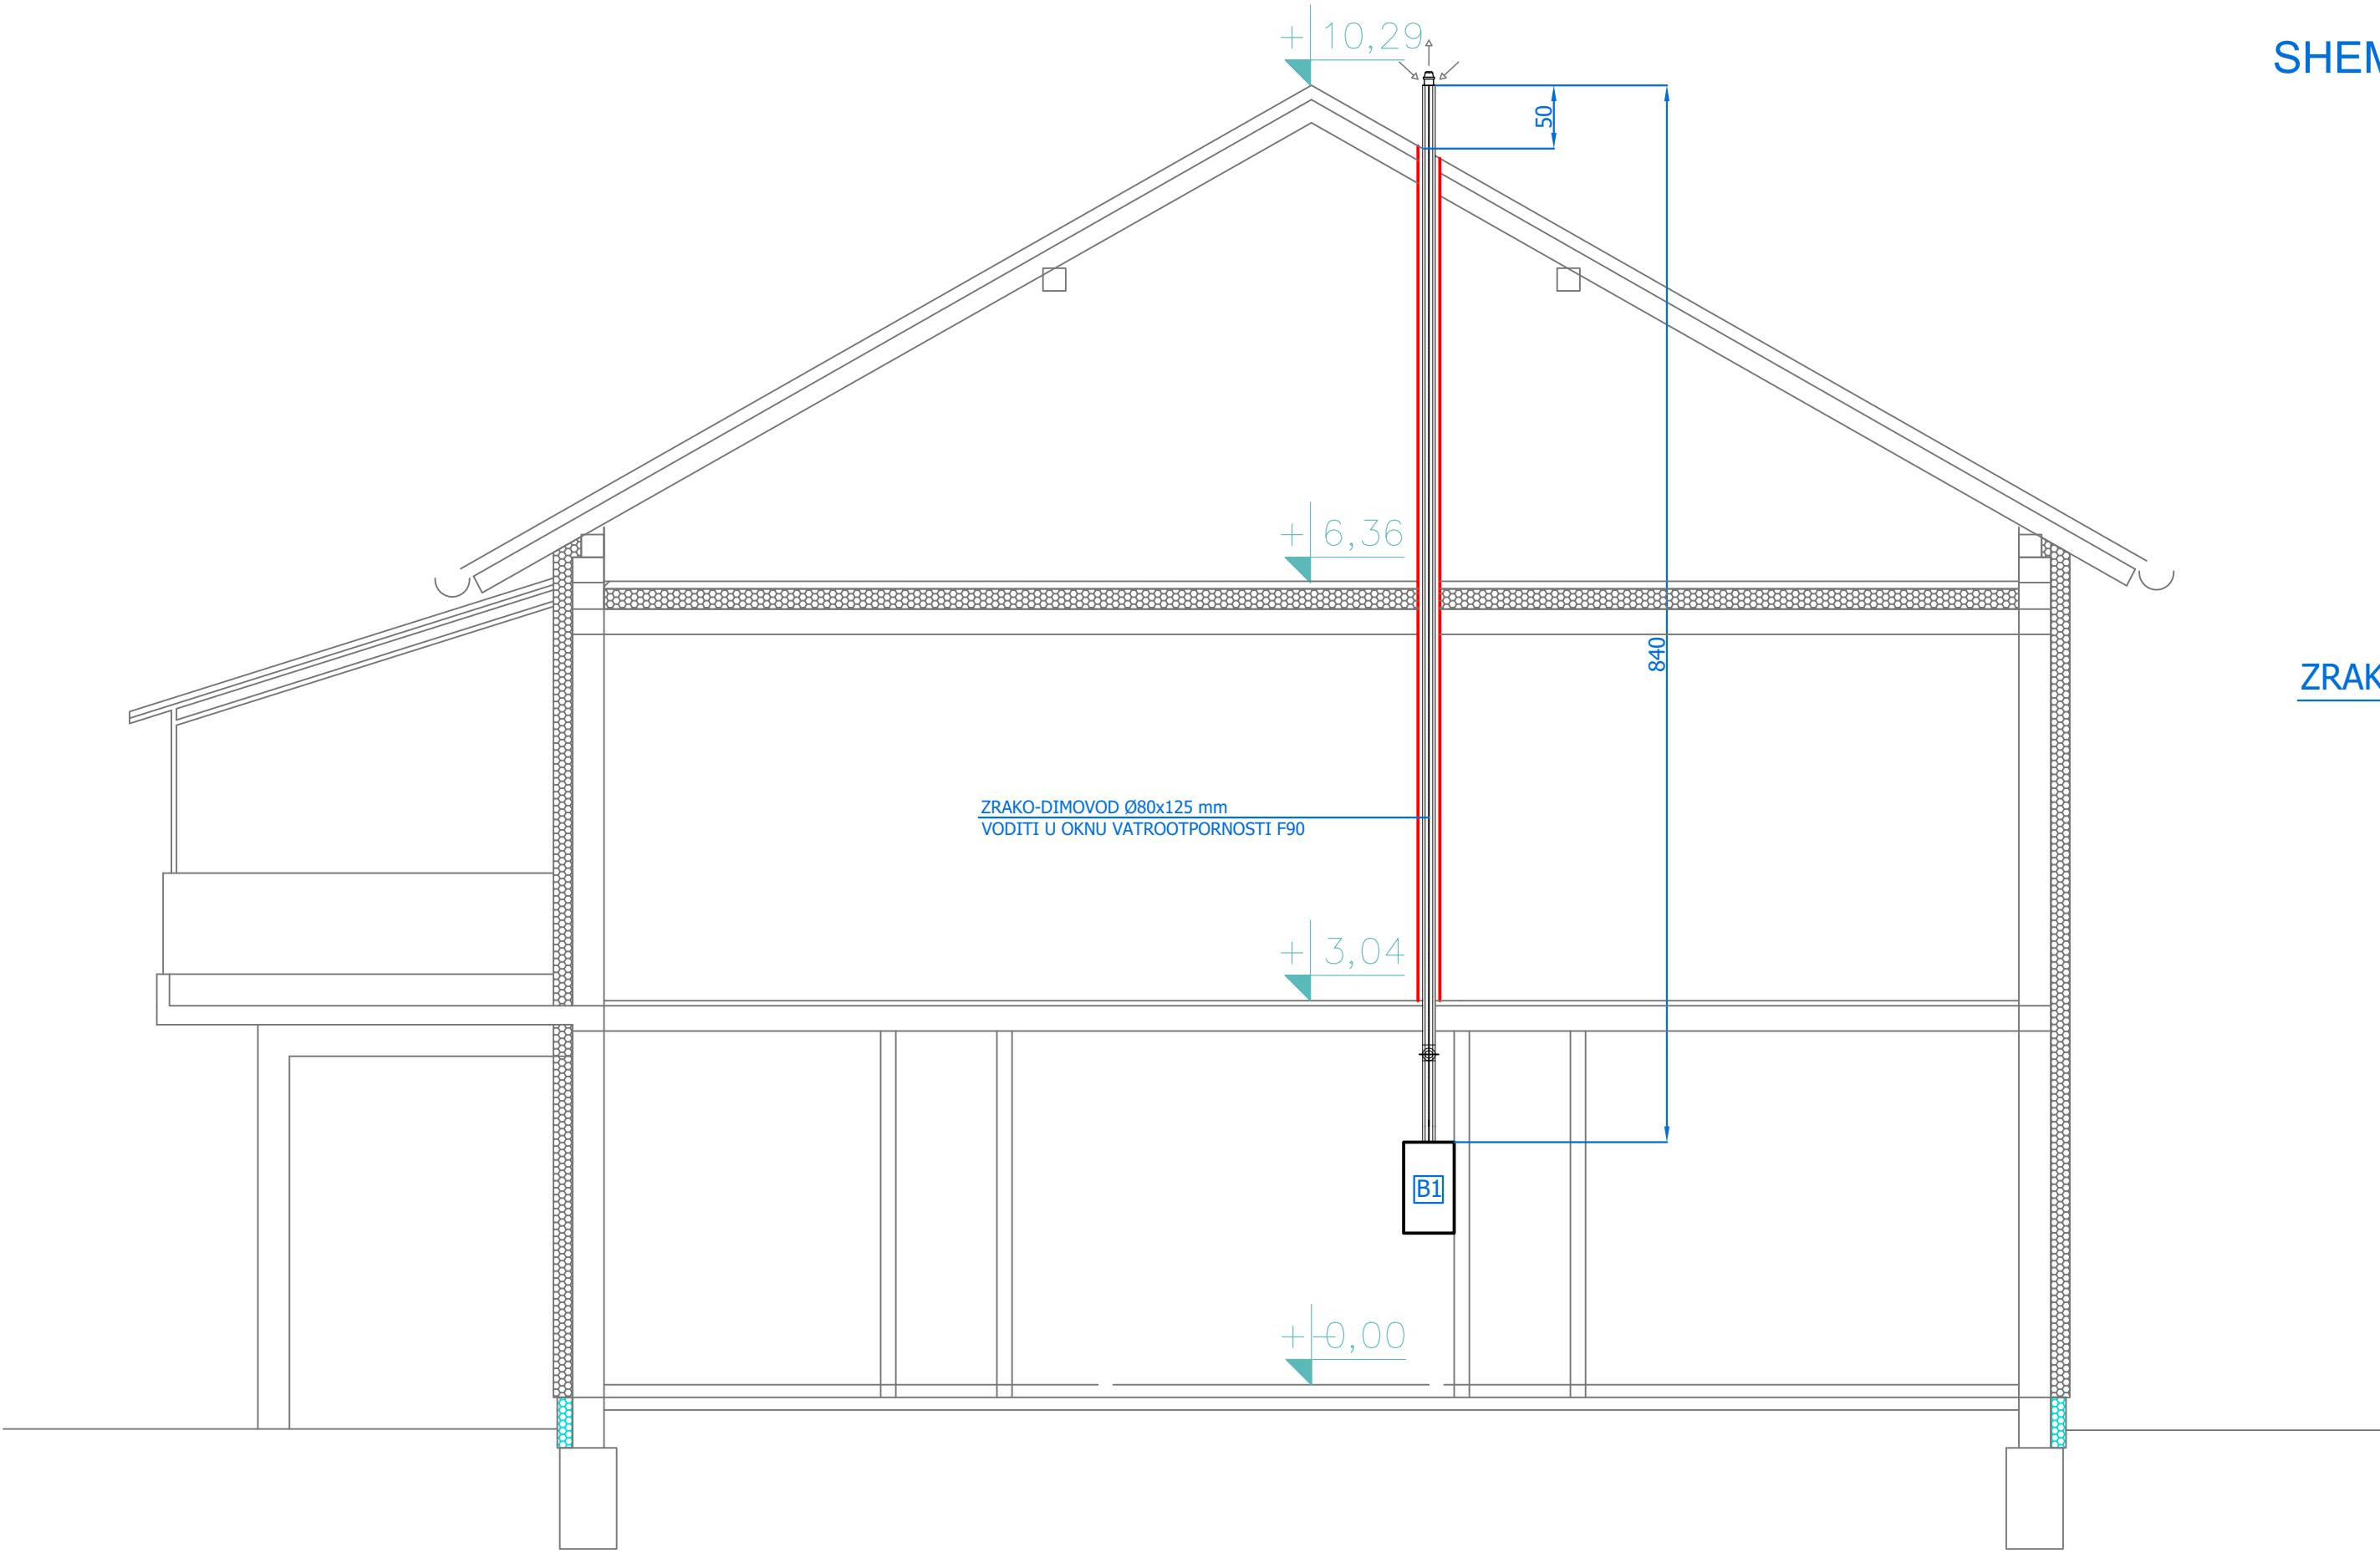 + 10,29
SHEM
50
+ 6,36
840
ZRAK
ZRAKO-DIMOVOD Ø80x125 mm
VODITI U OKNU VATROOTPORNOSTI F90
+ 3,04
B1
+-0,00